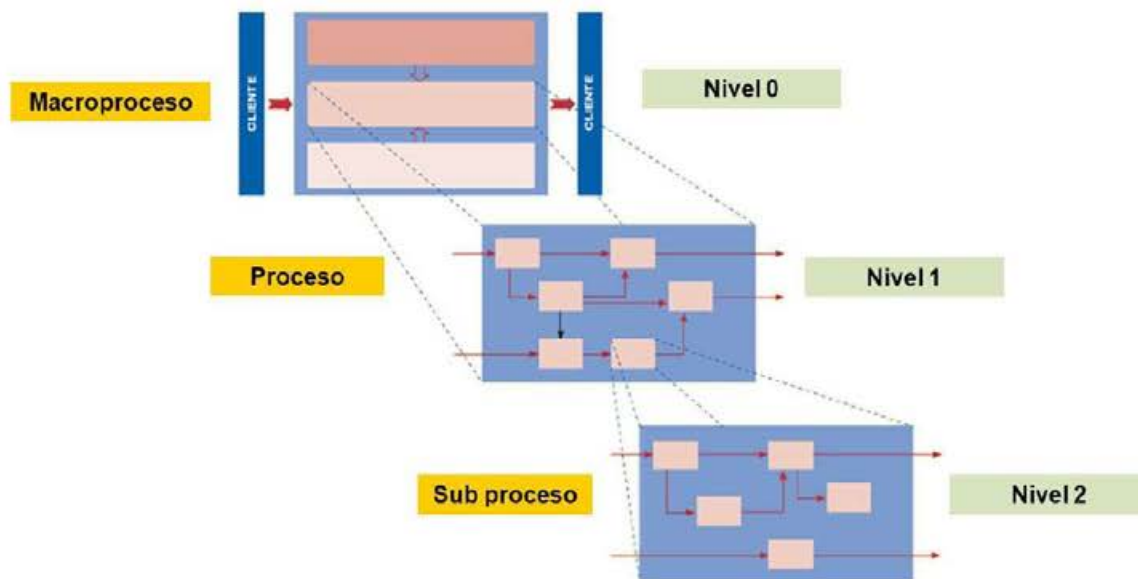 Macroproceso
CLIENTE
CLIENTE
Nivel 0
Proceso
Nivel 1
Sub proceso
Nivel 2